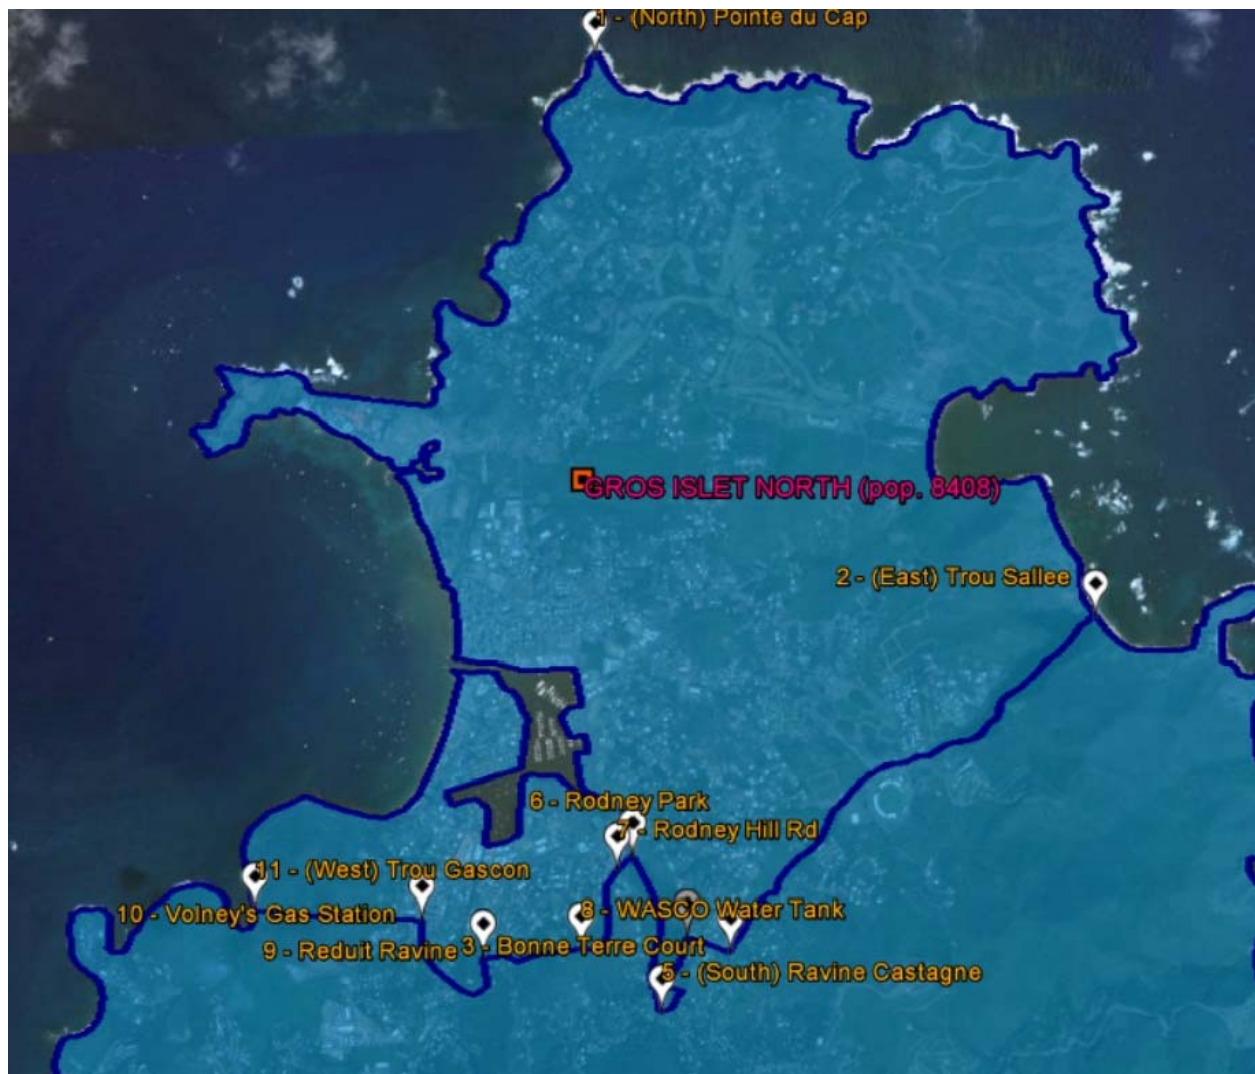 1 - (North) Pointe du Cap
GROS ISLET NORTH (pop. 8408)
2 - (East) Trou Sallee
6 - Rodney Park
7 - Rodney Hill Rd
11 - (West) Trou Gascon
8 - WASCO Water Tank
10 - Volney's Gas Station
3 - Bonne Terre Court
9 - Reduit Ravine
5 - (South) Ravine Castagne